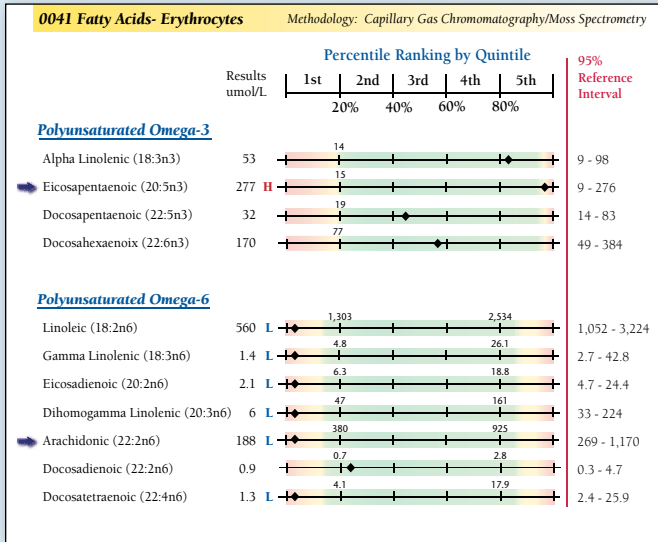 0041 Fatty Acids- Erythrocytes Methodology: Capillary Gas Chromomatography/Moss Spectrometry
Percentile Ranking by Quintile
95%
Reference
Interval
Results
umol/L
1st 2nd 3rd 4th 5th
20% 40% 60% 80%
Polyunsaturated Omega-3
14
Alpha Linolenic (18:3n3) 53 9 - 98
15
Eicosapentaenoic (20:5n3) 277 H 9 - 276
19
Docosapentaenoic (22:5n3) 32 14 - 83
77
Docosahexaenoix (22:6n3) 170 49 - 384
Polyunsaturated Omega-6
1,303 2,534
Linoleic (18:2n6) 560 L 1,052 - 3,224
4.8 26.1
Gamma Linolenic (18:3n6) 1.4 L 2.7 - 42.8
6.3 18.8
Eicosadienoic (20:2n6) 2.1 L 4.7 - 24.4
47 161
Dihomogamma Linolenic (20:3n6) 6 L 33 - 224
380 925
Arachidonic (22:2n6) 188 L 269 - 1,170
0.7 2.8
Docosadienoic (22:2n6) 0.9 0.3 - 4.7
4.1 17.9
Docosatetraenoic (22:4n6) 1.3 L 2.4 - 25.9